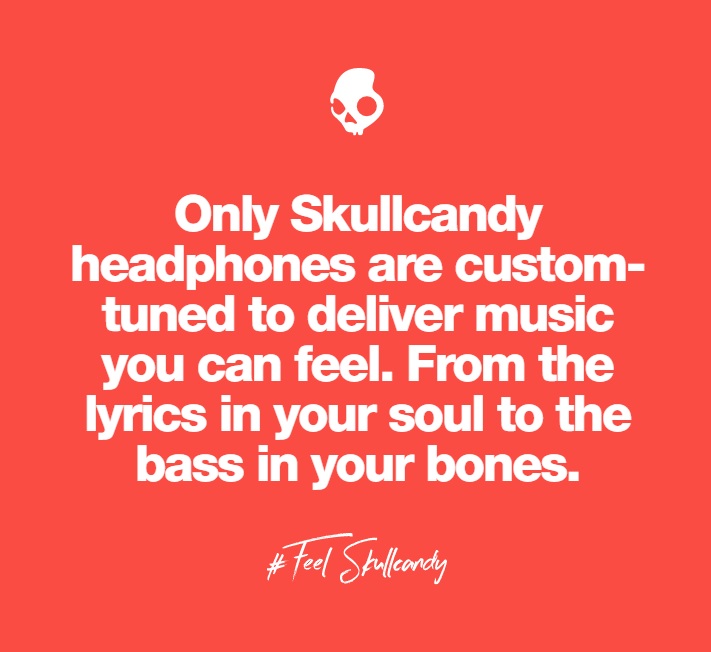 Only Skullcandy
headphones are custom-
tuned to deliver music
you can feel. From the
lyrics in your soul to the
bass in your bones.
#Feel Skullcandy